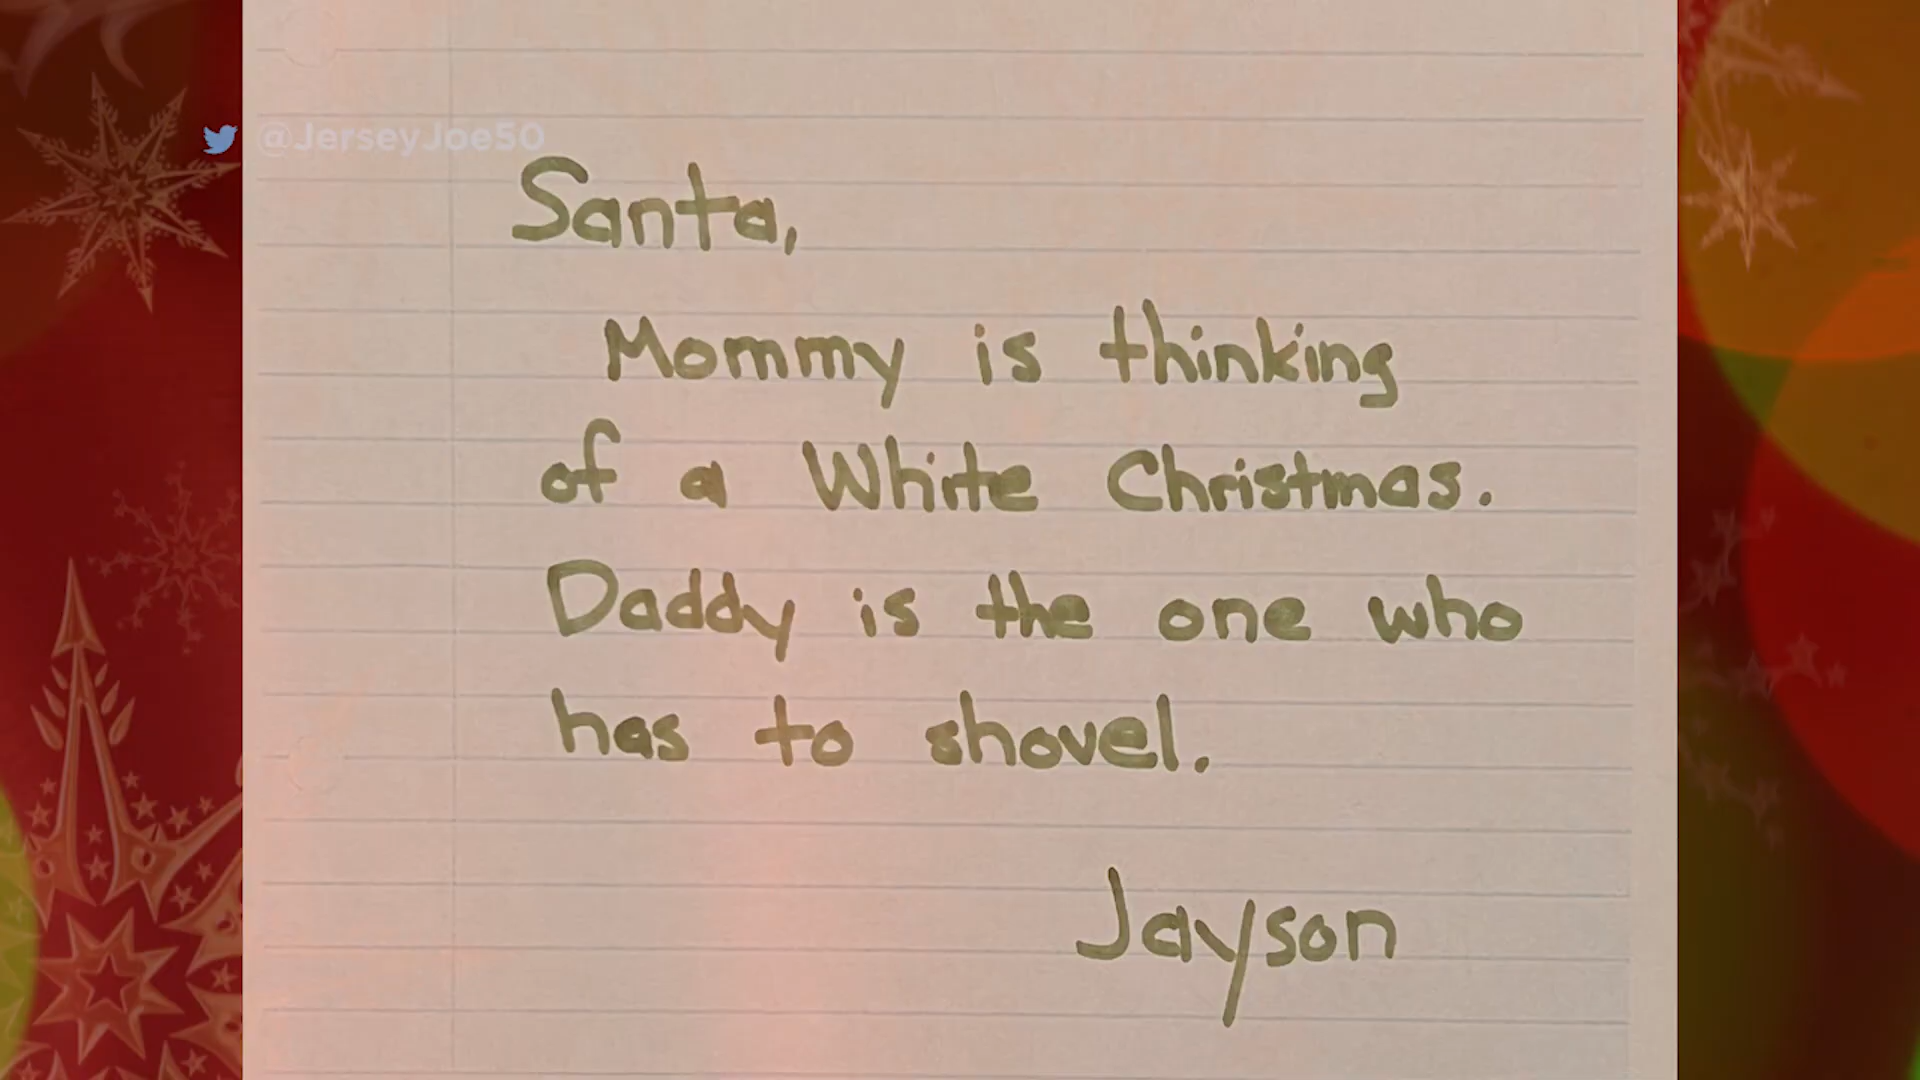 @JerseyJoe50
Santa,
Mommy is thinking
of a White Christmas.
Daddy is the one who
has to shovel.
Jayson